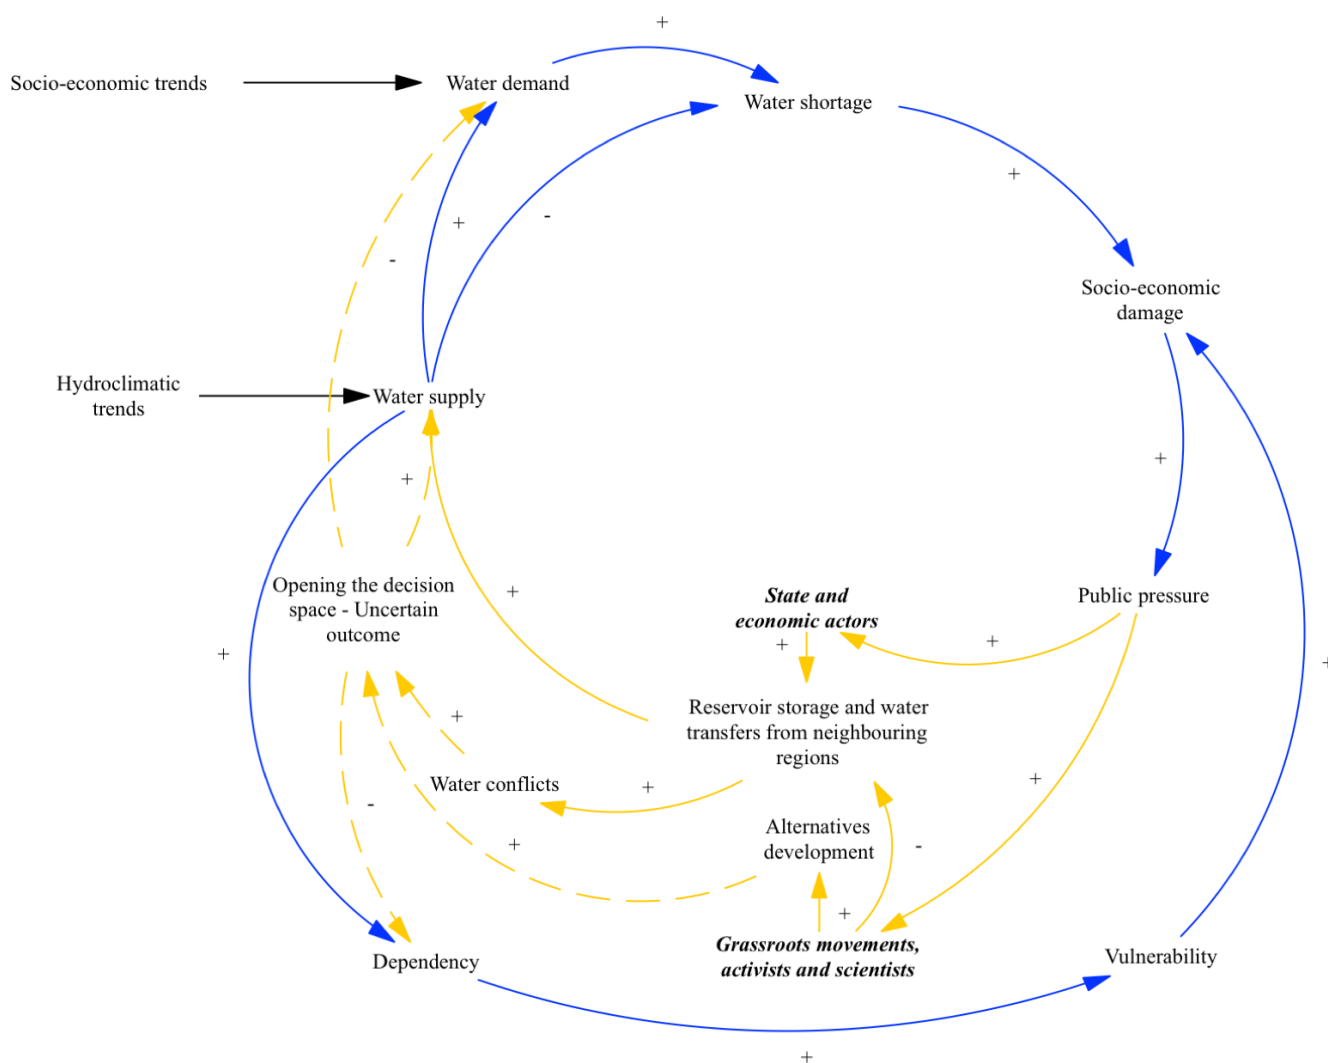 +
Socio-economic trends
Water demand
Water shortage
+
+
-
-
Socio-economic
damage
Hydroclimatic
trends
Water supply
+
+
Opening the decision
space - Uncertain
outcome
+
State and
economic actors
Public pressure
+
+
+
+
Reservoir storage and water
transfers from neighbouring
regions
+
+
Water conflicts
+
+
-
Alternatives
development
+
-
+
Grassroots movements,
activists and scientists
Dependency
Vulnerability
+